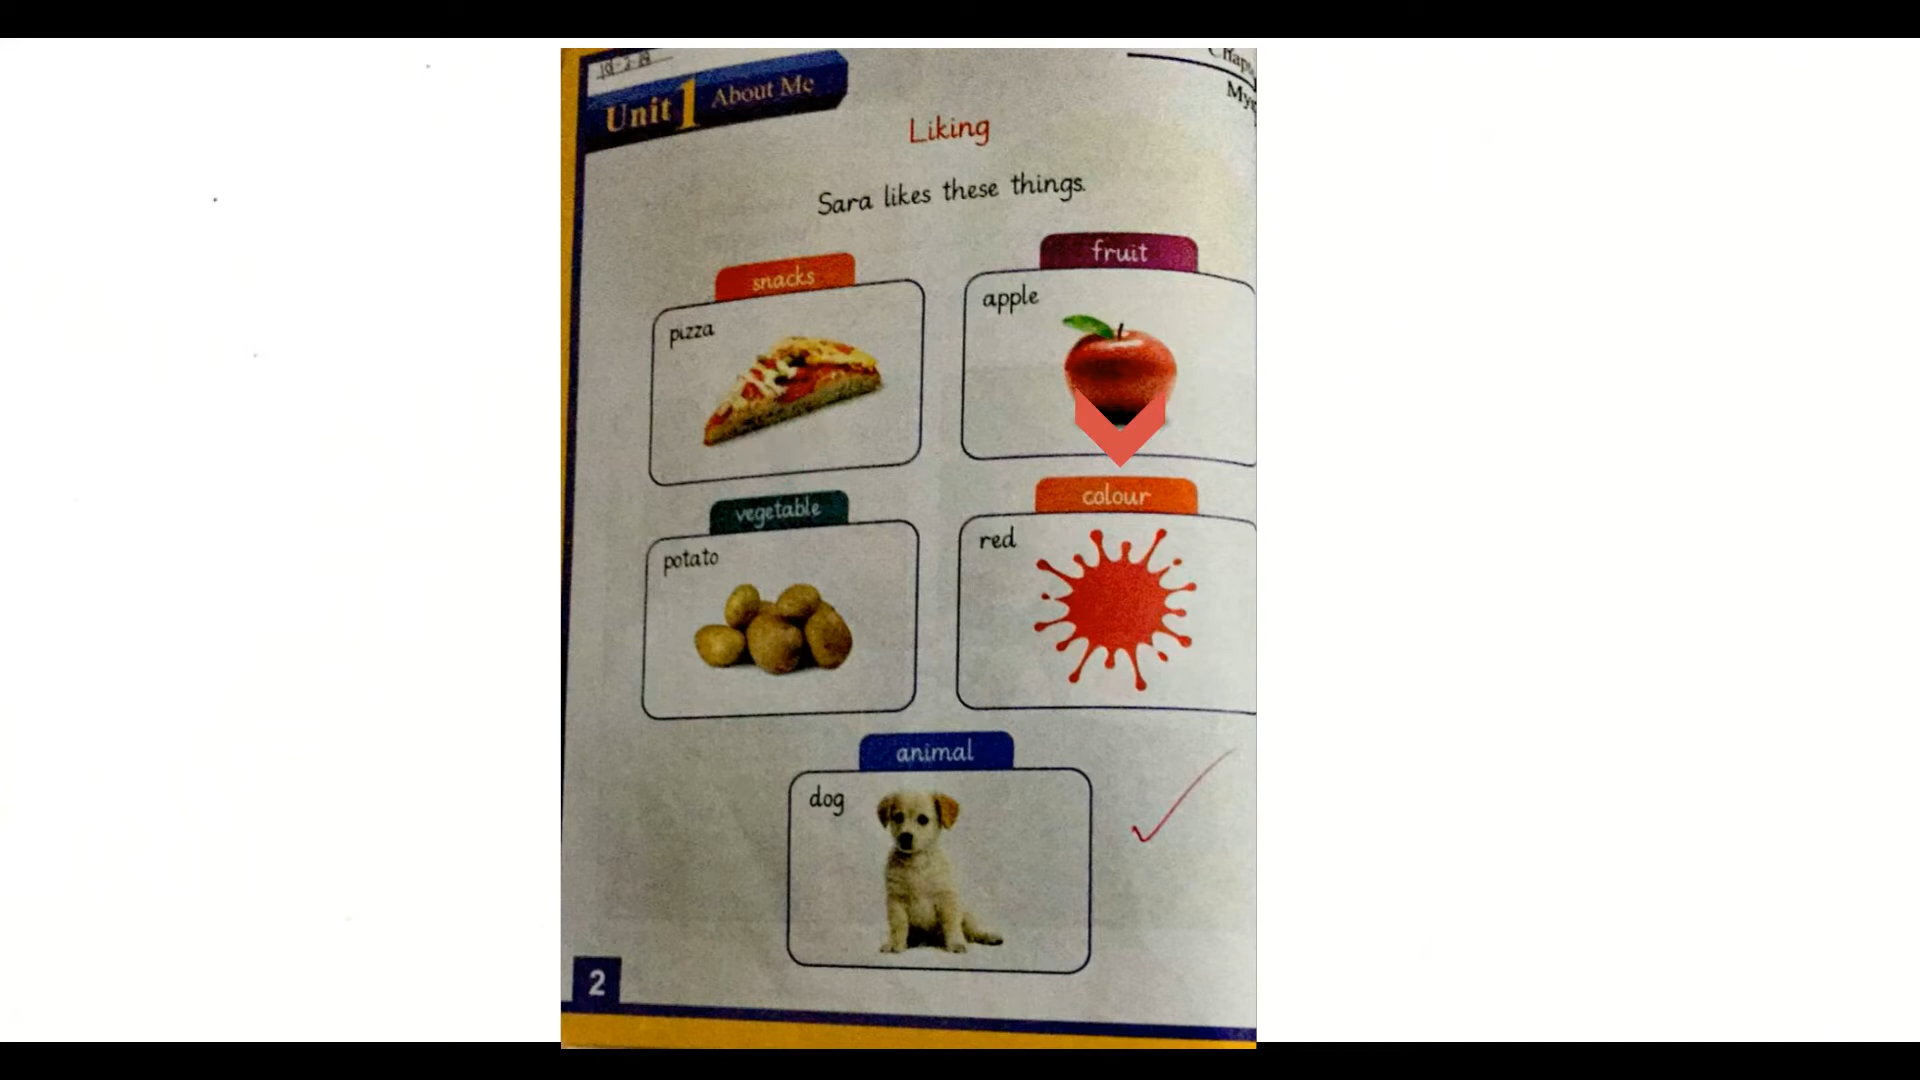 Unit 1 About Me
Liking
Sara likes these things.
snacks
pizza
fruit
apple
vegetable
potato
colour
red
animal
dog
2